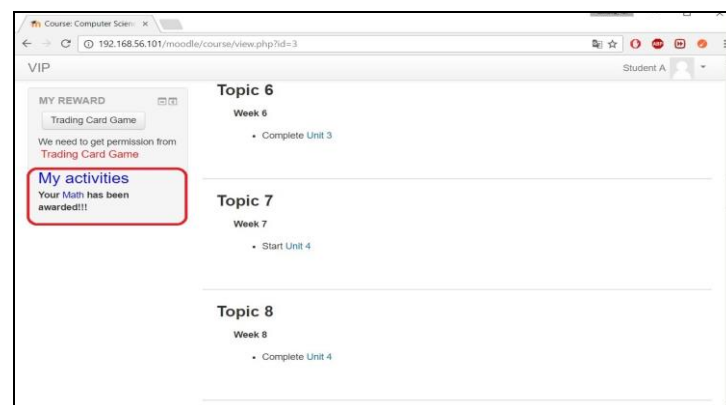 Course: Computer Scienc
192.168.56.101/moodle/course/view.php?id=3
VIP
Student A
MY REWARD
Trading Card Game
We need to get permission from
Trading Card Game
My activities
Your Math has been
awarded!!!
Topic 6
Week 6
• Complete Unit 3
Topic 7
Week 7
• Start Unit 4
Topic 8
Week 8
• Complete Unit 4